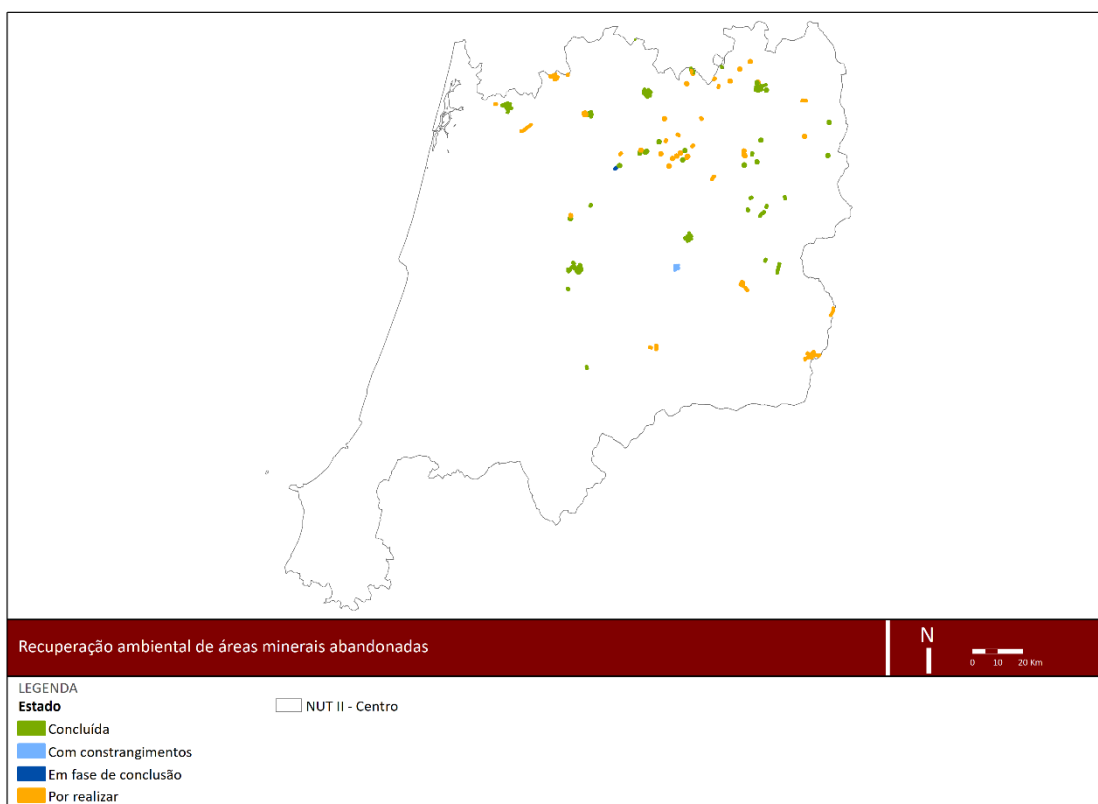 Recuperação ambiental de áreas minerais abandonadas
N
0 10 20 Km
LEGENDA
Estado
NUT II - Centro
Concluída
Com constrangimentos
Em fase de conclusão
Por realizar